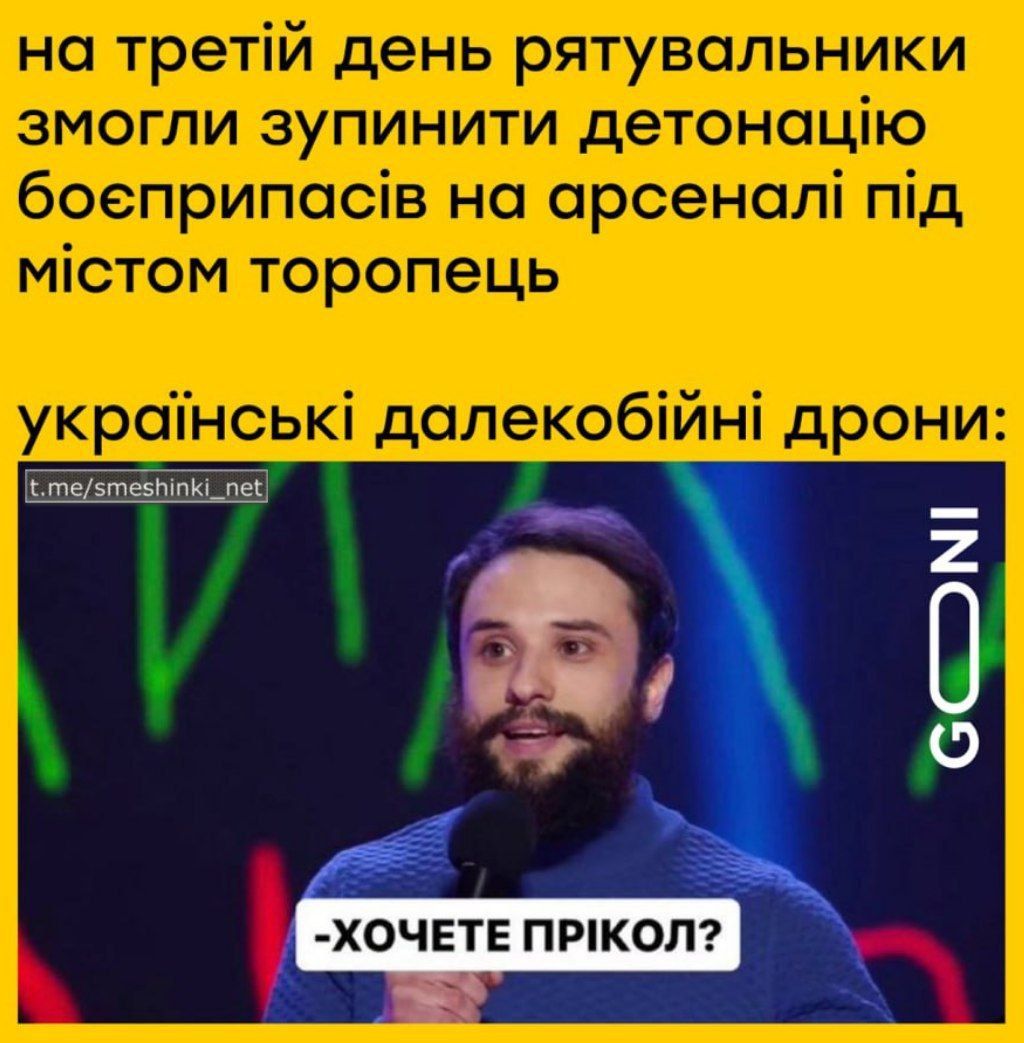 на третій день рятувальники
змогли зупинити детонацію
боєприпасів на арсеналі під
містом торопець
українські далекобійні дрони:
t.me/smeshinki_net
GONI
-ХОЧЕТЕ ПРІКОЛ?